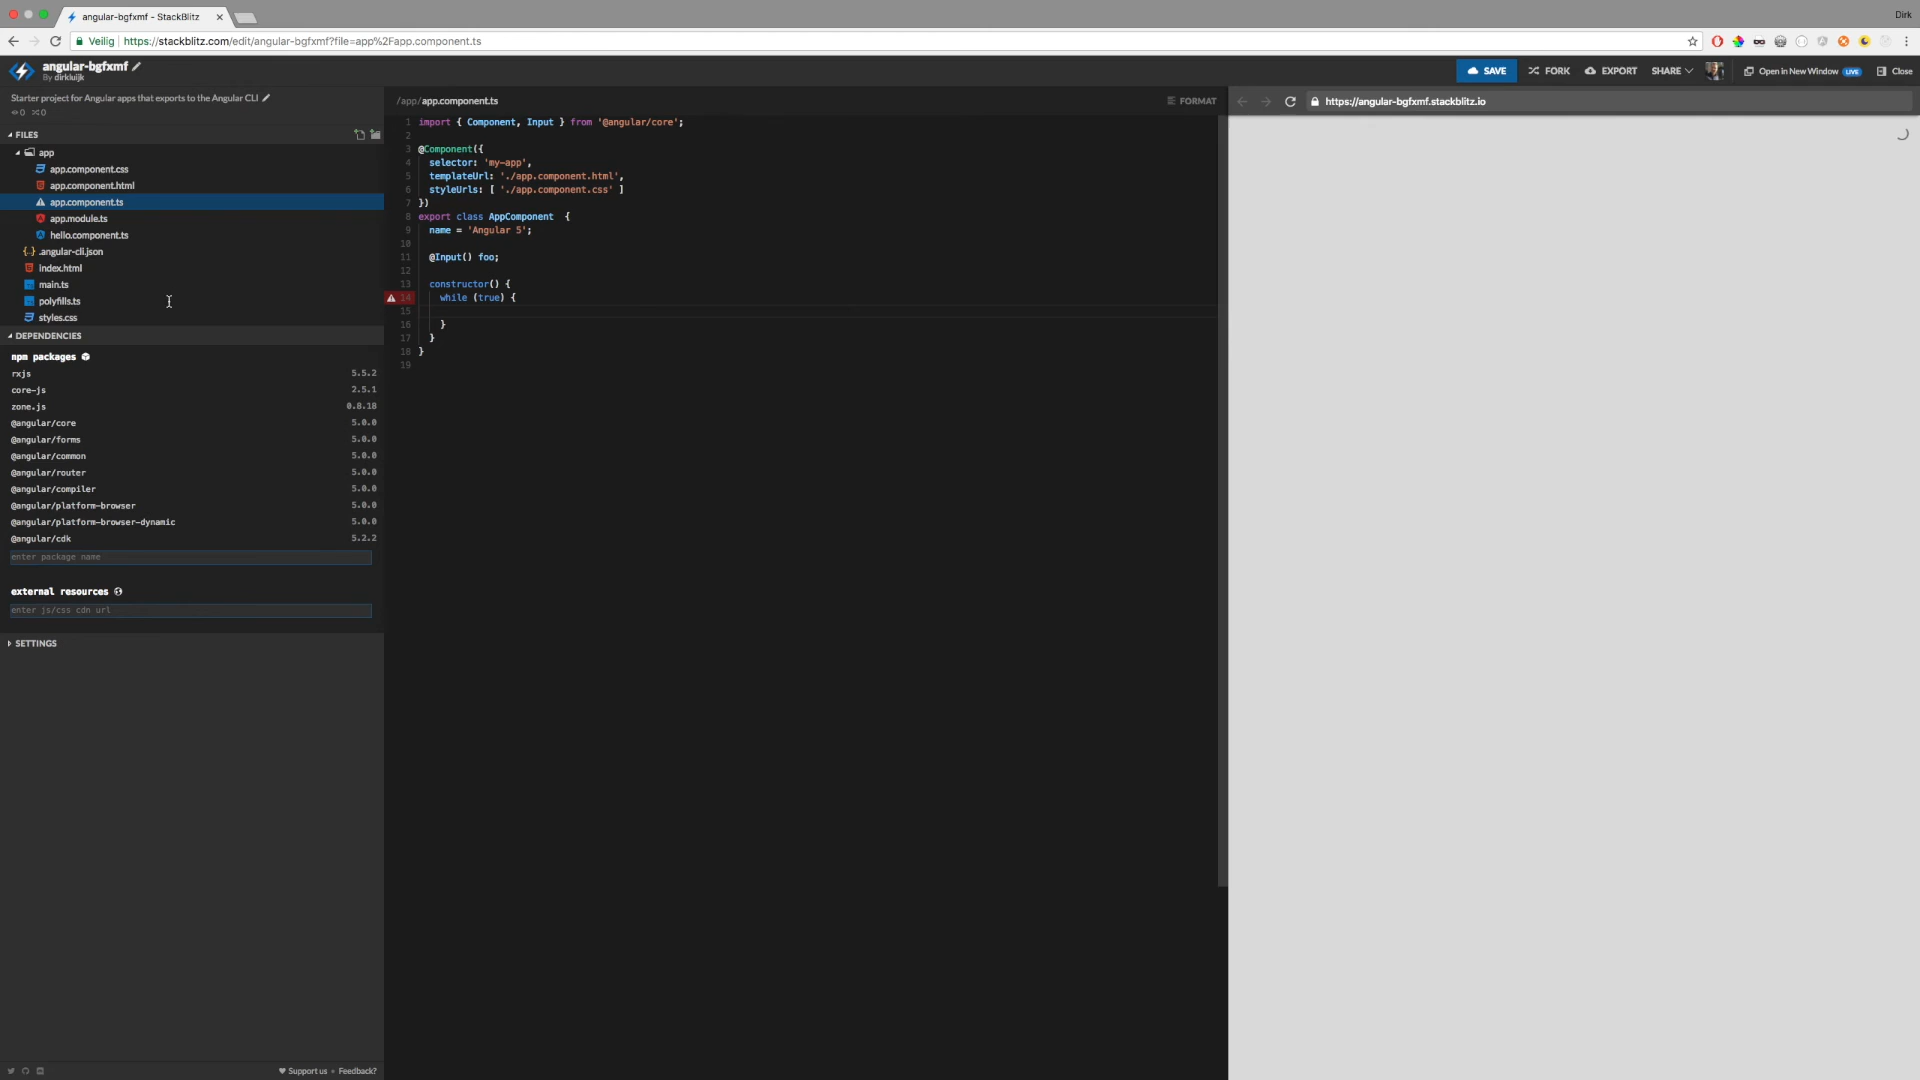 angular-bgfxmf - StackBlitz
Dirk
Veilig https://stackblitz.com/edit/angular-bgfxmf?file=app%2Fapp.component.ts
angular-bgfxmf
By dirkluijk
SAVE FORK EXPORT SHARE Open in New Window LIVE Close
Starter project for Angular apps that exports to the Angular CLI
0 0
FILES
app
app.component.css
app.component.html
app.component.ts
app.module.ts
hello.component.ts
.angular-cli.json
index.html
main.ts
polyfills.ts
styles.css
DEPENDENCIES
npm packages
rxjs 5.5.2
core-js 2.5.1
zone.js 0.8.18
@angular/core 5.0.0
@angular/forms 5.0.0
@angular/common 5.0.0
@angular/router 5.0.0
@angular/compiler 5.0.0
@angular/platform-browser 5.0.0
@angular/platform-browser-dynamic 5.0.0
@angular/cdk 5.2.2
enter package name
external resources
enter js/css cdn url
SETTINGS
Support us Feedback?
/app/app.component.ts FORMAT
1 import { Component, Input } from '@angular/core';
2
3 @Component({
4 selector: 'my-app',
5 templateUrl: './app.component.html',
6 styleUrls: [ './app.component.css' ]
7 })
8 export class AppComponent  {
9 name = 'Angular 5';
10
11 @Input() foo;
12
13 constructor() {
14 while (true) {
15
16 }
17 }
18 }
19
https://angular-bgfxmf.stackblitz.io